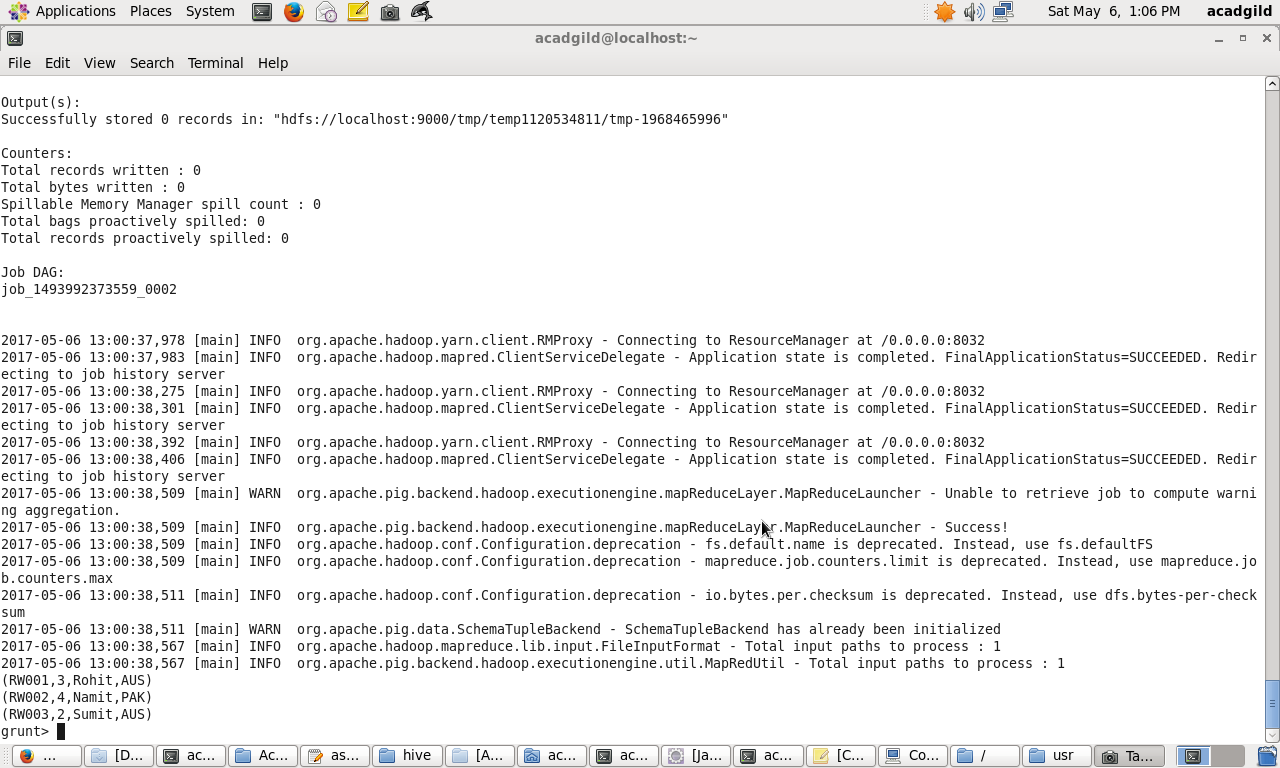 Applications Places System Sat May 6, 1:06 PM acadgild
acadgild@localhost:~
File Edit View Search Terminal Help
Output(s):
Successfully stored 0 records in: "hdfs://localhost:9000/tmp/temp1120534811/tmp-1968465996"
Counters:
Total records written : 0
Total bytes written : 0
Spillable Memory Manager spill count : 0
Total bags proactively spilled: 0
Total records proactively spilled: 0
Job DAG:
job_1493992373559_0002
2017-05-06 13:00:37,978 [main] INFO  org.apache.hadoop.yarn.client.RMProxy - Connecting to ResourceManager at /0.0.0.0:8032
2017-05-06 13:00:37,983 [main] INFO  org.apache.hadoop.mapred.ClientServiceDelegate - Application state is completed. FinalApplicationStatus=SUCCEEDED. Redir
ecting to job history server
2017-05-06 13:00:38,275 [main] INFO  org.apache.hadoop.yarn.client.RMProxy - Connecting to ResourceManager at /0.0.0.0:8032
2017-05-06 13:00:38,301 [main] INFO  org.apache.hadoop.mapred.ClientServiceDelegate - Application state is completed. FinalApplicationStatus=SUCCEEDED. Redir
ecting to job history server
2017-05-06 13:00:38,392 [main] INFO  org.apache.hadoop.yarn.client.RMProxy - Connecting to ResourceManager at /0.0.0.0:8032
2017-05-06 13:00:38,406 [main] INFO  org.apache.hadoop.mapred.ClientServiceDelegate - Application state is completed. FinalApplicationStatus=SUCCEEDED. Redir
ecting to job history server
2017-05-06 13:00:38,509 [main] WARN  org.apache.pig.backend.hadoop.executionengine.mapReduceLayer.MapReduceLauncher - Unable to retrieve job to compute warni
ng aggregation.
2017-05-06 13:00:38,509 [main] INFO  org.apache.pig.backend.hadoop.executionengine.mapReduceLayer.MapReduceLauncher - Success!
2017-05-06 13:00:38,509 [main] INFO  org.apache.hadoop.conf.Configuration.deprecation - fs.default.name is deprecated. Instead, use fs.defaultFS
2017-05-06 13:00:38,509 [main] INFO  org.apache.hadoop.conf.Configuration.deprecation - mapreduce.job.counters.limit is deprecated. Instead, use mapreduce.jo
b.counters.max
2017-05-06 13:00:38,511 [main] INFO  org.apache.hadoop.conf.Configuration.deprecation - io.bytes.per.checksum is deprecated. Instead, use dfs.bytes-per-check
sum
2017-05-06 13:00:38,511 [main] WARN  org.apache.pig.data.SchemaTupleBackend - SchemaTupleBackend has already been initialized
2017-05-06 13:00:38,567 [main] INFO  org.apache.hadoop.mapreduce.lib.input.FileInputFormat - Total input paths to process : 1
2017-05-06 13:00:38,567 [main] INFO  org.apache.pig.backend.hadoop.executionengine.util.MapRedUtil - Total input paths to process : 1
(RW001,3,Rohit,AUS)
(RW002,4,Namit,PAK)
(RW003,2,Sumit,AUS)
grunt>
... [D... ac... Ac... as... hive [A... ac... ac... [Ja... ac... [C... Co... / usr Ta...